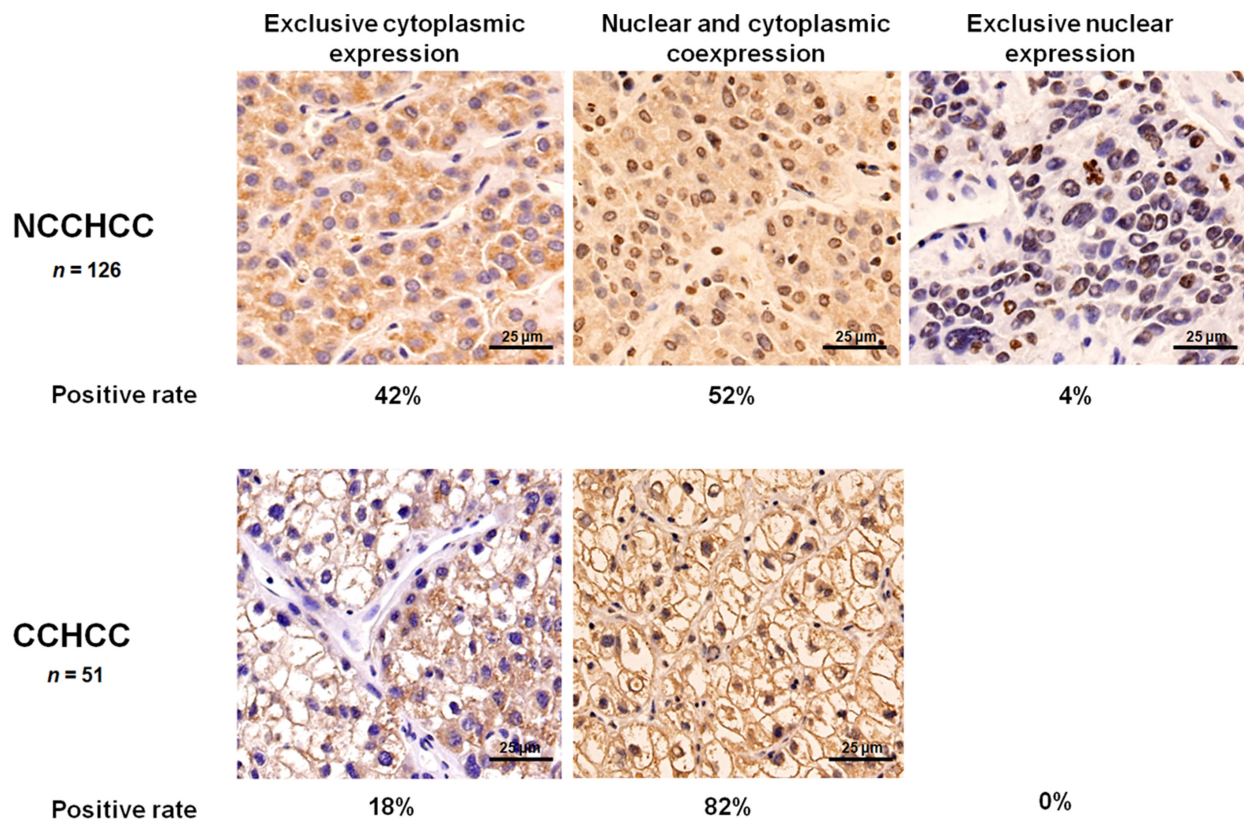 Exclusive cytoplasmic
expression
Nuclear and cytoplasmic
coexpression
Exclusive nuclear
expression
NCCHCC
n = 126
25 µm
25 µm
25 µm
Positive rate
42%
52%
4%
CCHCC
n = 51
25 µm
25 µm
Positive rate
18%
82%
0%